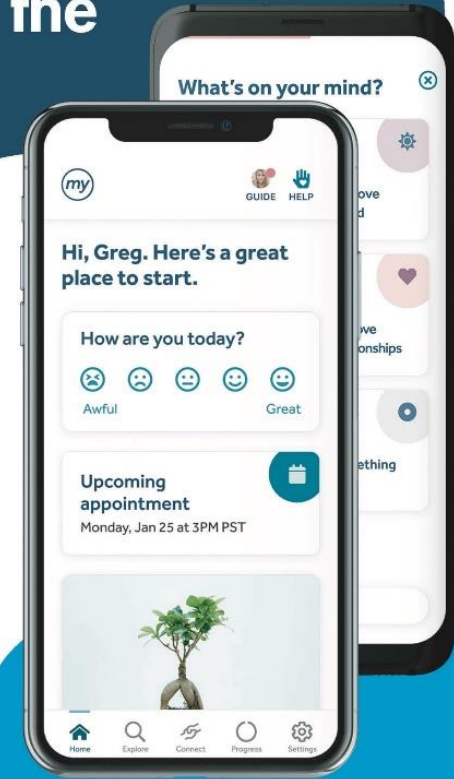 the
What's on your mind?
ove
d
ove
onships
ething
my
GUIDE
HELP
Hi, Greg. Here's a great
place to start.
How are you today?
Awful
Great
Upcoming
appointment
Monday, Jan 25 at 3PM PST
Home
Explore
Connect
Progress
Settings